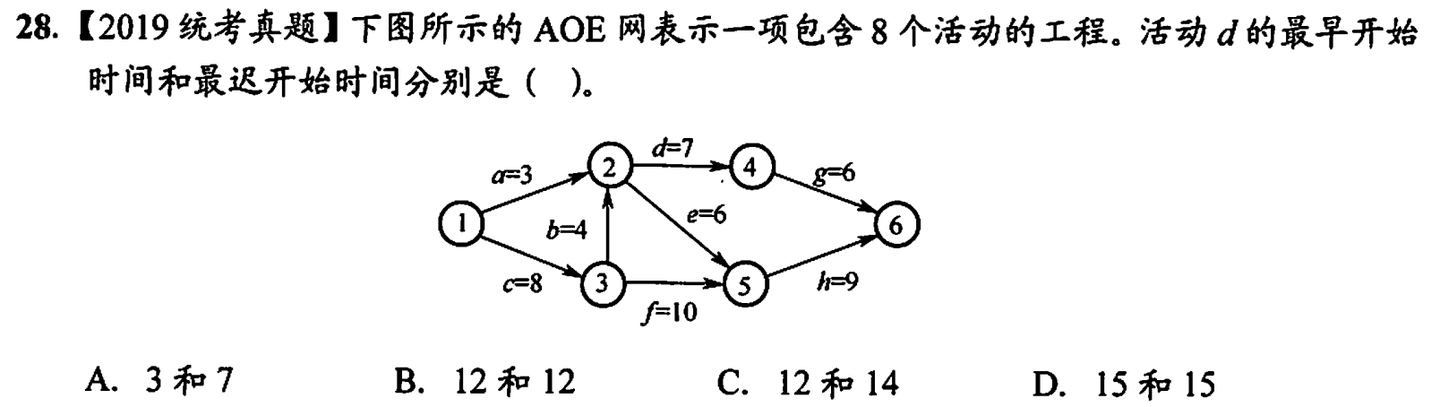 28.【2019 统考真题】下图所示的 AOE 网表示一项包含 8 个活动的工程。活动 d 的最早开始
时间和最迟开始时间分别是（ ）。
d=7
2
4
a=3
g=6
1
b=4
e=6
6
c=8
3
5
h=9
f=10
A. 3 和 7 B. 12 和 12 C. 12 和 14 D. 15 和 15